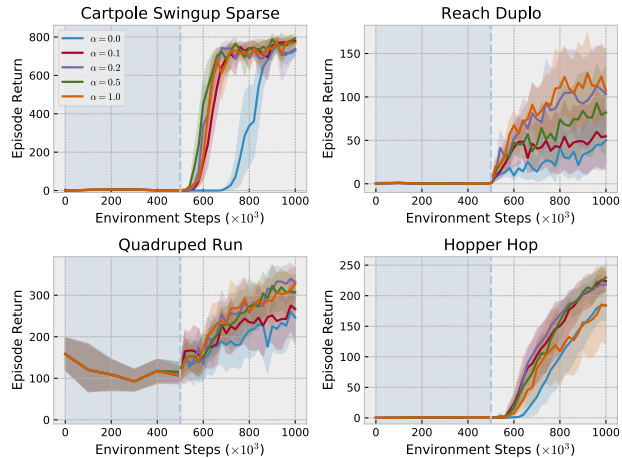 Cartpole Swingup Sparse
Episode Return
800
600
400
200
0
α = 0.0
α = 0.1
α = 0.2
α = 0.5
α = 1.0
0 200 400 600 800 1000
Environment Steps (×10³)
Reach Duplo
Episode Return
150
100
50
0
0 200 400 600 800 1000
Environment Steps (×10³)
Quadruped Run
Episode Return
300
200
100
0
0 200 400 600 800 1000
Environment Steps (×10³)
Hopper Hop
Episode Return
250
200
150
100
50
0
0 200 400 600 800 1000
Environment Steps (×10³)